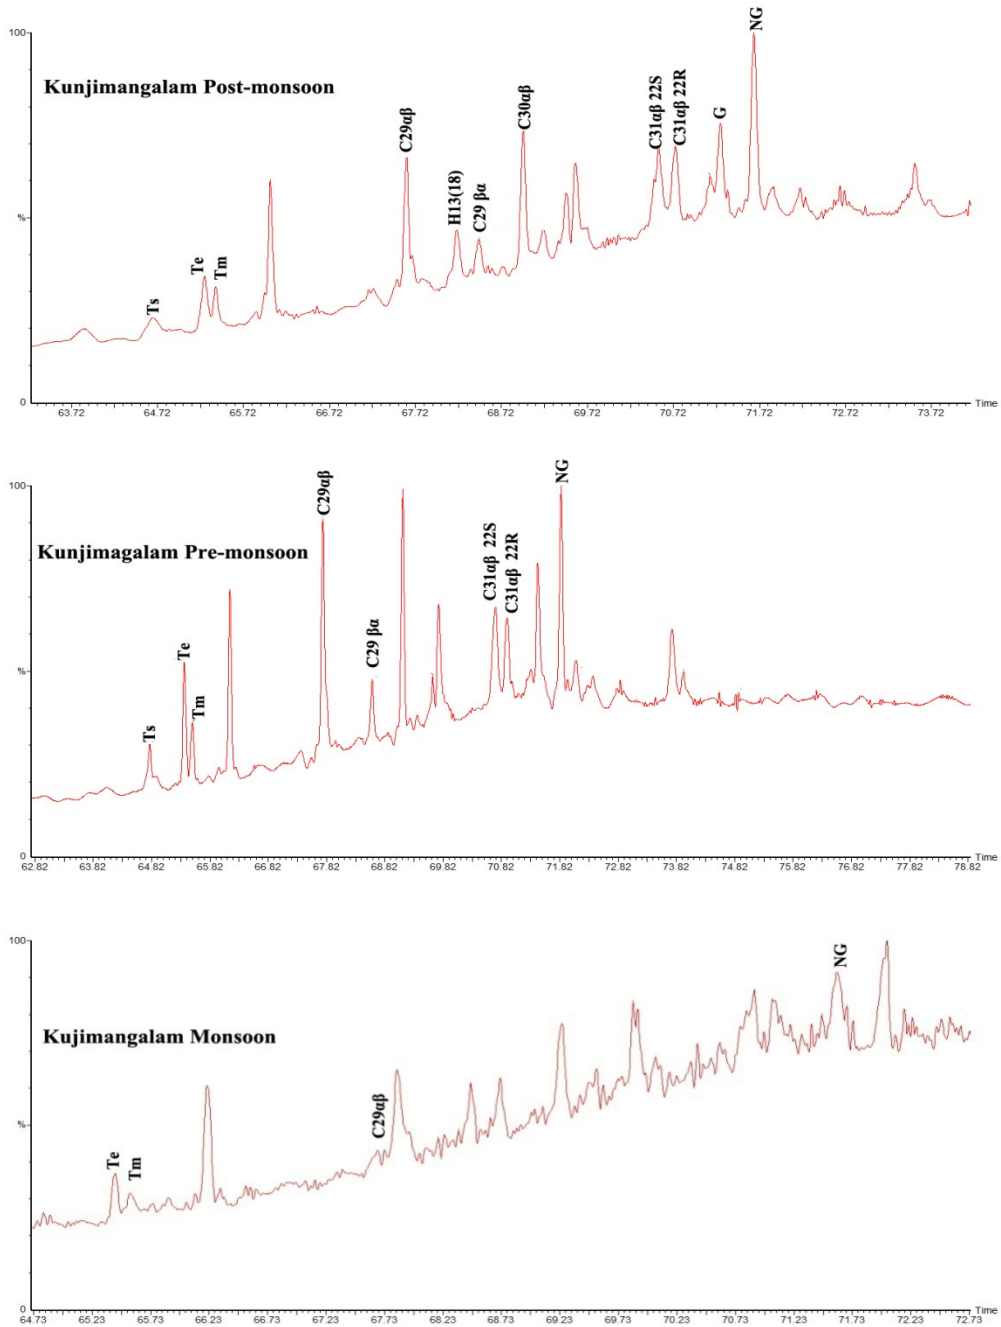 NG
100
Kunjimangalam Post-monsoon
C29αβ
C30αβ
C31αβ 22S
C31αβ 22R
G
H13(18)
C29 βα
%
Te
Tm
Ts
0
63.72 64.72 65.72 66.72 67.72 68.72 69.72 70.72 71.72 72.72 73.72
Time
C29αβ
NG
100
Kunjimagalam Pre-monsoon
C31αβ 22S
C31αβ 22R
C29 βα
Te
%
Tm
Ts
0
62.82 63.82 64.82 65.82 66.82 67.82 68.82 69.82 70.82 71.82 72.82 73.82 74.82 75.82 76.82 77.82 78.82
Time
100
NG
Kujimangalam Monsoon
C29αβ
%
Te
Tm
0
64.73 65.23 65.73 66.23 66.73 67.23 67.73 68.23 68.73 69.23 69.73 70.23 70.73 71.23 71.73 72.23 72.73
Time